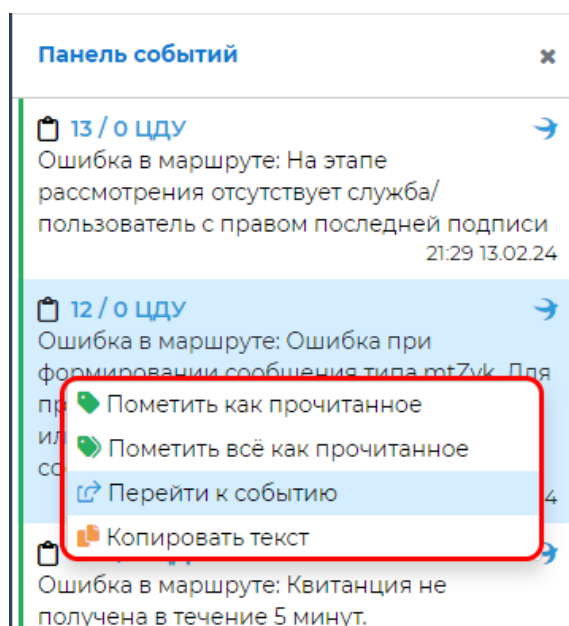 Панель событий
13 / 0 ЦДУ
Ошибка в маршруте: На этапе
рассмотрения отсутствует служба/
пользователь с правом последней подписи
21:29 13.02.24
12 / 0 ЦДУ
Ошибка в маршруте: Ошибка при
формировании сообщения типа mtZvk. Для
Пометить как прочитанное
Пометить всё как прочитанное
Перейти к событию
Копировать текст
Ошибка в маршруте: Квитанция не
получена в течение 5 минут.